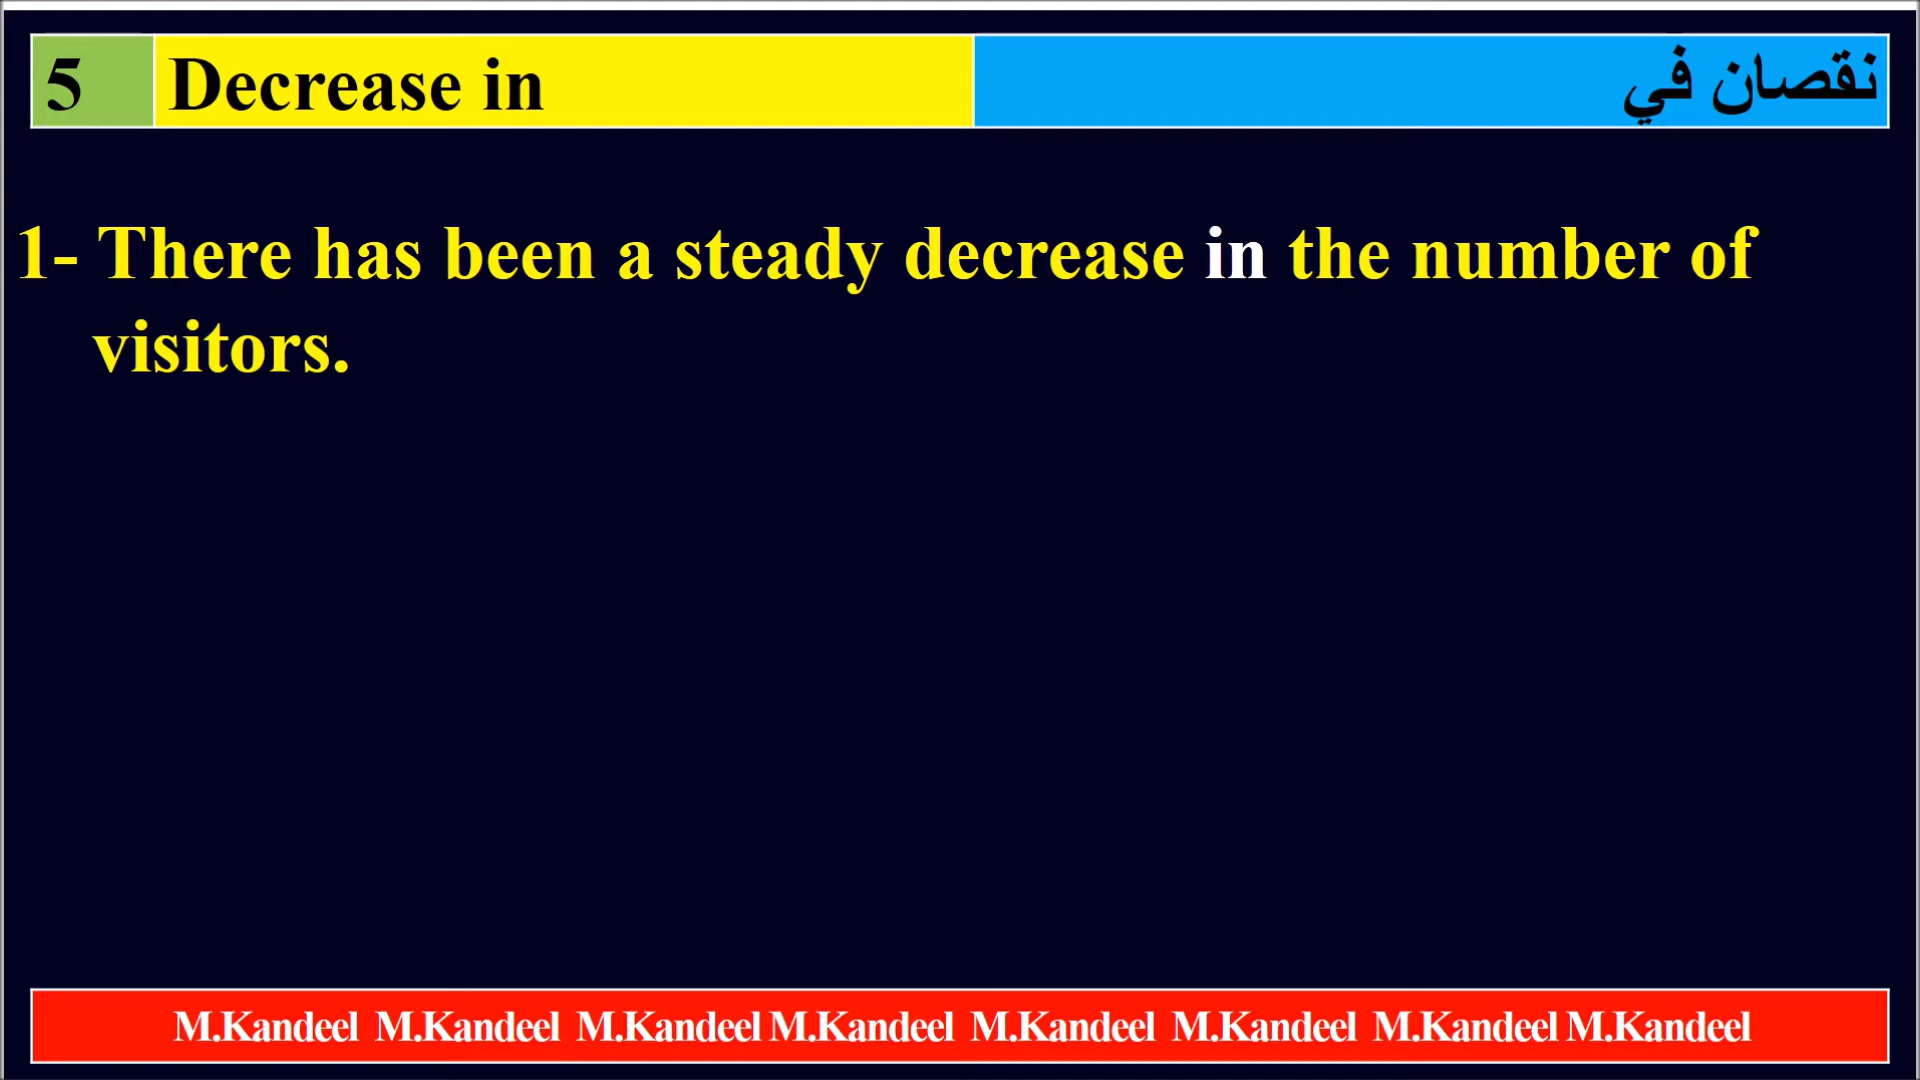 5 Decrease in نقصان في
1- There has been a steady decrease in the number of
visitors.
M.Kandeel M.Kandeel M.Kandeel M.Kandeel M.Kandeel M.Kandeel M.Kandeel M.Kandeel